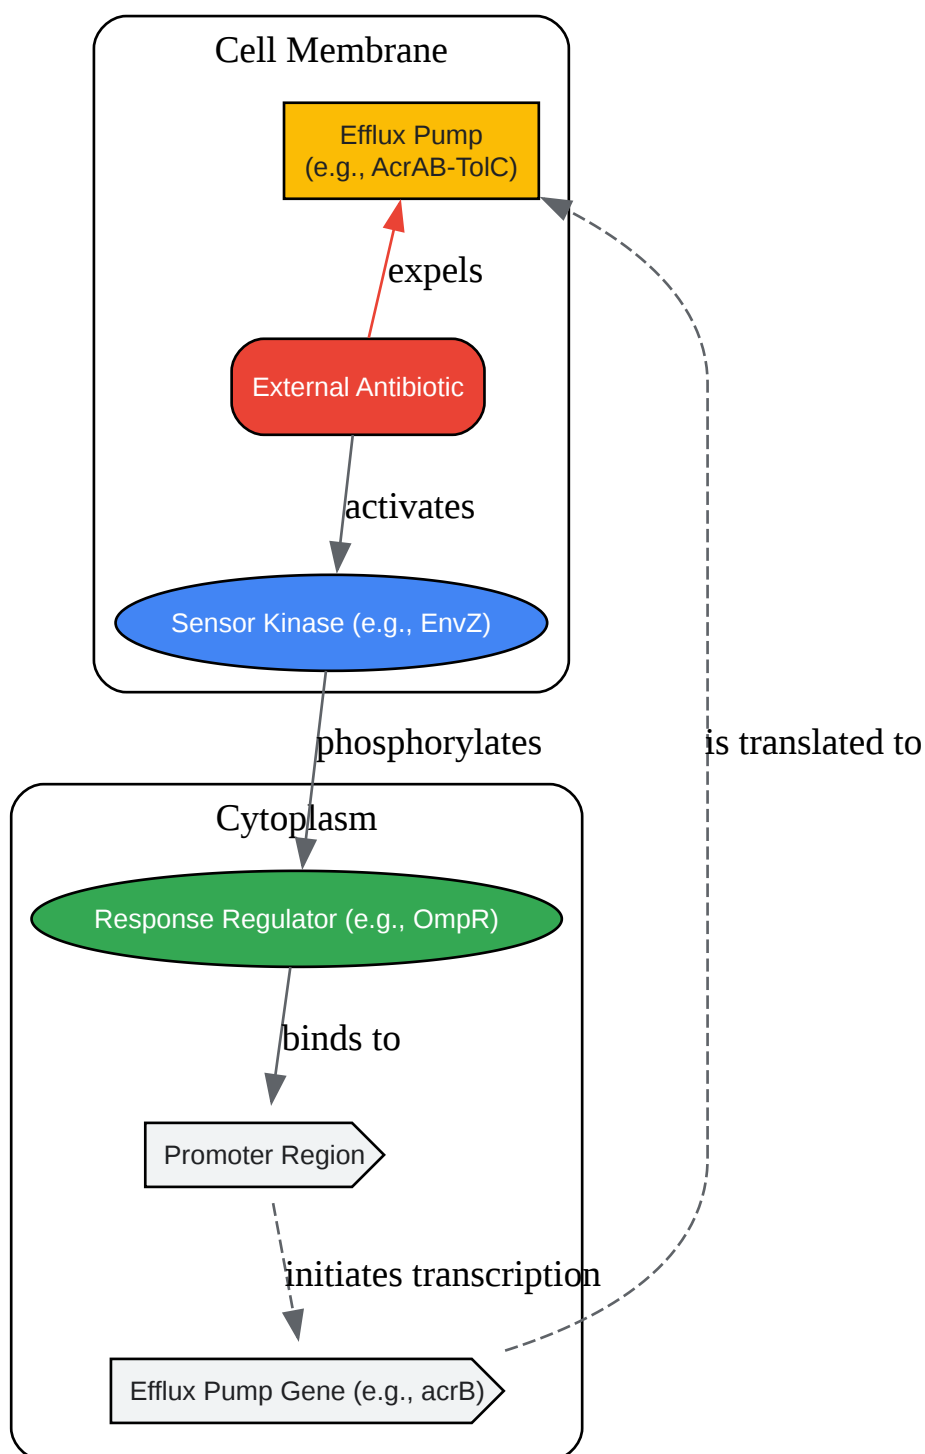 Cell Membrane
Efflux Pump
(e.g., AcrAB-TolC)
expels
External Antibiotic
activates
Sensor Kinase (e.g., EnvZ)
phosphorylates
is translated to
Cytoplasm
Response Regulator (e.g., OmpR)
binds to
Promoter Region
initiates transcription
Efflux Pump Gene (e.g., acrB)